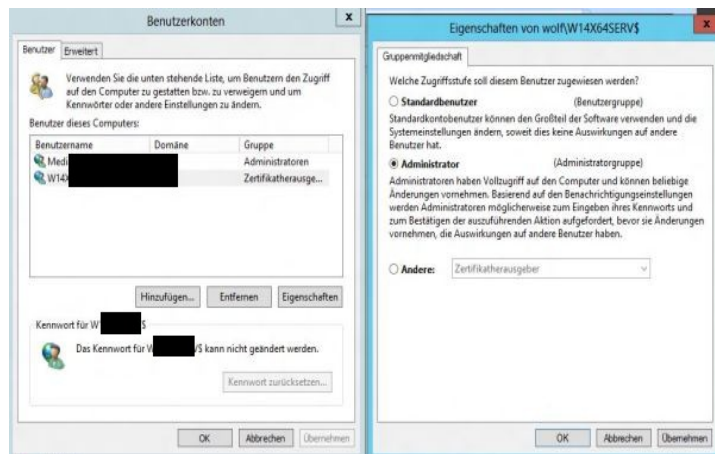 Benutzerkonten
Benutzer Erweitert
Verwenden Sie die unten stehende Liste, um Benutzern den Zugriff
auf den Computer zu gestatten bzw. zu verweigern und um
Kennwörter oder andere Einstellungen zu ändern.
Benutzer dieses Computers:
Benutzername Domäne Gruppe
Medi Administratoren
W14 Zertifikatherausge...
Hinzufügen... Entfernen Eigenschaften
Kennwort für W $
Das Kennwort für V /$ kann nicht geändert werden.
Kennwort zurücksetzen...
OK Abbrechen Übernehmen
Eigenschaften von wolf\W14X64SERV$
Gruppenmitgliedschaft
Welche Zugriffsstufe soll diesem Benutzer zugewiesen werden?
Standardbenutzer (Benutzergruppe)
Standardkontobenutzer können den Großteil der Software verwenden und die
Systemeinstellungen ändern, soweit dies keine Auswirkungen auf andere
Benutzer hat.
Administrator (Administratorgruppe)
Administratoren haben Vollzugriff auf den Computer und können beliebige
Änderungen vornehmen. Basierend auf den Benachrichtigungseinstellungen
werden Administratoren möglicherweise zum Eingeben ihres Kennworts und
zum Bestätigen der auszuführenden Aktion aufgefordert, bevor sie Änderungen
vornehmen, die Auswirkungen auf andere Benutzer haben.
Andere: Zertifikatherausgeber
OK Abbrechen Übernehmen